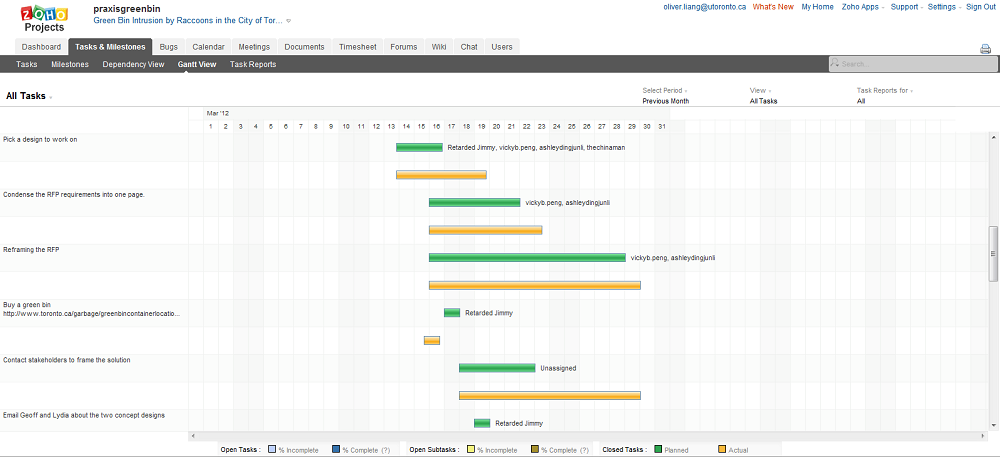 ZOHO
Projects
praxisgreenbin
Green Bin Intrusion by Raccoons in the City of Tor...
oliver.liang@utoronto.ca What's New My Home Zoho Apps Support Settings Sign Out
Dashboard Tasks & Milestones Bugs Calendar Meetings Documents Timesheet Forums Wiki Chat Users
Tasks Milestones Dependency View Gantt View Task Reports Search...
All Tasks
Select Period View Task Reports for
Previous Month All Tasks All
Mar '12
1 2 3 4 5 6 7 8 9 10 11 12 13 14 15 16 17 18 19 20 21 22 23 24 25 26 27 28 29 30 31
Pick a design to work on
Retarded Jimmy, vickyb.peng, ashleydingjunli, thechinaman
Condense the RFP requirements into one page.
vickyb.peng, ashleydingjunli
Reframing the RFP
vickyb.peng, ashleydingjunli
Buy a green bin
http://www.toronto.ca/garbage/greenbincontainerlocatio...
Retarded Jimmy
Contact stakeholders to frame the solution
Unassigned
Email Geoff and Lydia about the two concept designs
Retarded Jimmy
Open Tasks : % Incomplete % Complete (?) Open Subtasks : % Incomplete % Complete (?) Closed Tasks : Planned Actual